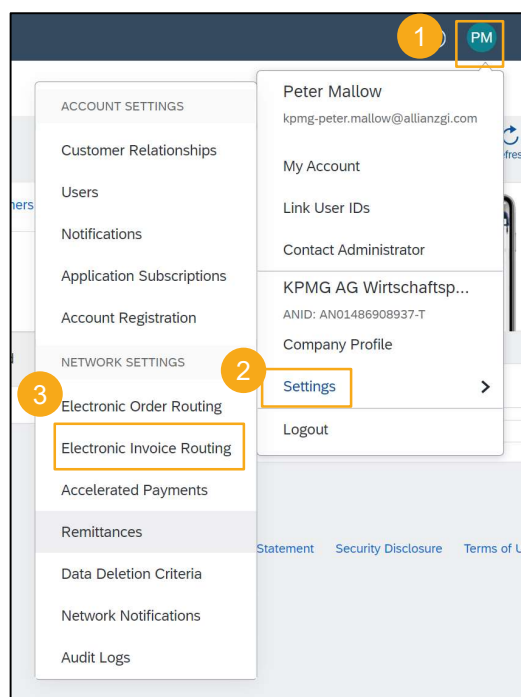 1
PM
Peter Mallow
kpmg-peter.mallow@allianzgi.com
My Account
Link User IDs
Contact Administrator
KPMG AG Wirtschaftsp...
ANID: AN01486908937-T
Company Profile
2
Settings
Logout
ACCOUNT SETTINGS
Customer Relationships
Users
Notifications
Application Subscriptions
Account Registration
NETWORK SETTINGS
3
Electronic Order Routing
Electronic Invoice Routing
Accelerated Payments
Remittances
Data Deletion Criteria
Network Notifications
Audit Logs
Statement Security Disclosure Terms of